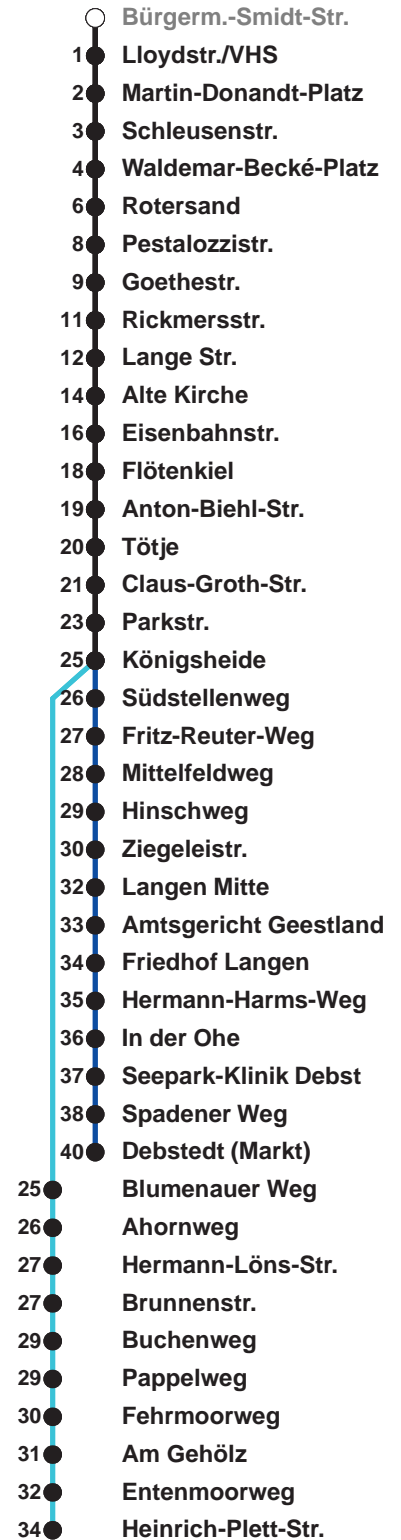 Bürgerm.-Smidt-Str.
1 Lloydstr./VHS
2 Martin-Donandt-Platz
3 Schleusenstr.
4 Waldemar-Becké-Platz
6 Rotersand
8 Pestalozzistr.
9 Goethestr.
11 Rickmersstr.
12 Lange Str.
14 Alte Kirche
16 Eisenbahnstr.
18 Flötenkiel
19 Anton-Biehl-Str.
20 Tötje
21 Claus-Groth-Str.
23 Parkstr.
25 Königsheide
26 Südstellenweg
27 Fritz-Reuter-Weg
28 Mittelfeldweg
29 Hinschweg
30 Ziegeleistr.
32 Langen Mitte
33 Amtsgericht Geestland
34 Friedhof Langen
35 Hermann-Harms-Weg
36 In der Ohe
37 Seepark-Klinik Debst
38 Spadener Weg
40 Debstedt (Markt)
25 Blumenauer Weg
26 Ahornweg
27 Hermann-Löns-Str.
27 Brunnenstr.
29 Buchenweg
29 Pappelweg
30 Fehrmoorweg
31 Am Gehölz
32 Entenmoorweg
34 Heinrich-Plett-Str.